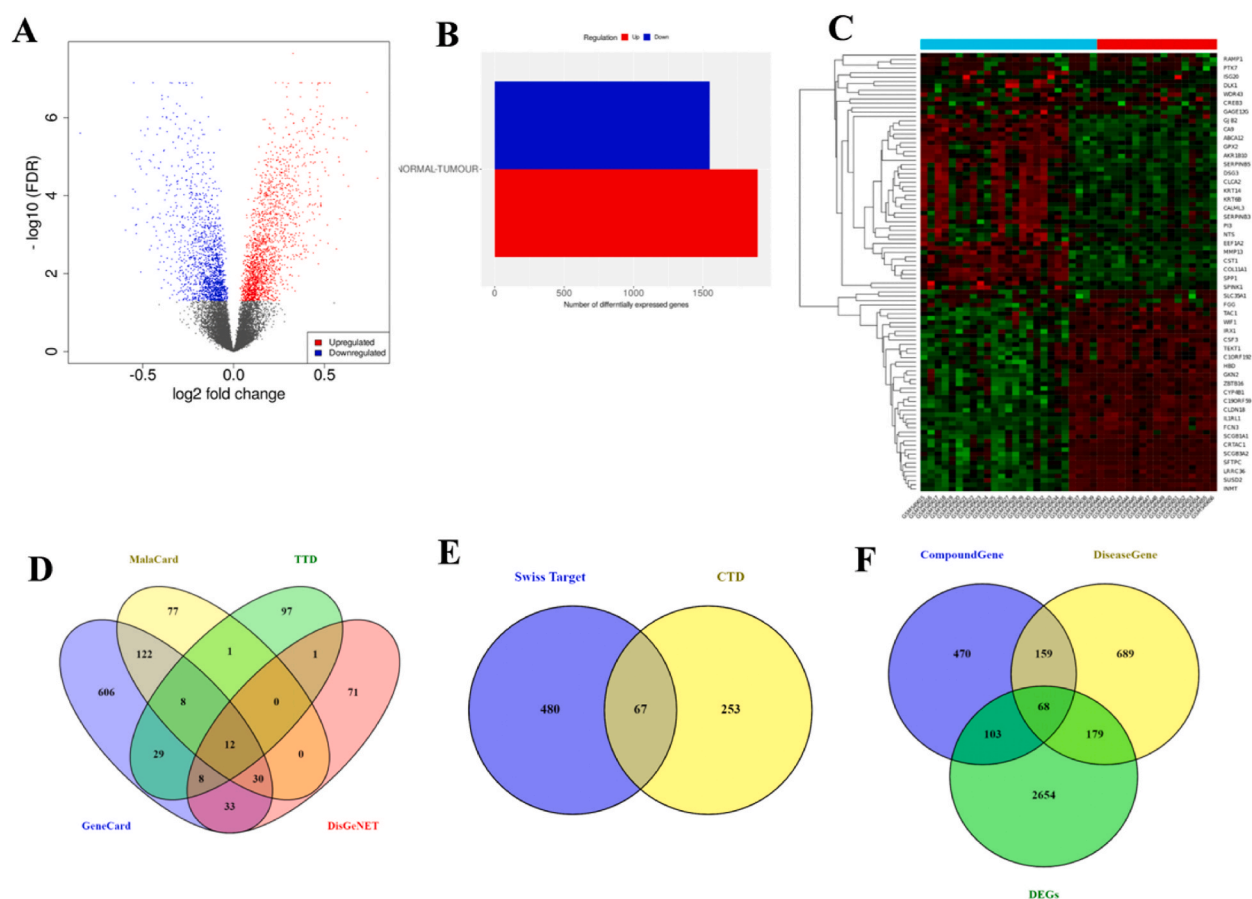 A
- log10 (FDR)
6
4
2
0
-0.5
0.0
0.5
log2 fold change
Upregulated
Downregulated
B
Regulation Up Down
NORMAL-TUMOUR
0
500
1000
1500
Number of differntially expressed genes
C
PTK7
ISG20
DLK1
WDR43
CREB3
GAGE12G
GJB2
CA9
ABCA12
GPX2
AKR1B10
SERPINB5
DSG3
CLCA2
KRT14
KRT6B
CALML3
SERPINB3
PI3
NTS
EEF1A2
MMP13
CST1
COL11A1
SPP1
SPINK1
SLC35A1
FGG
TAC1
WIF1
IRX1
CSF3
TEKT1
C1ORF192
HBD
GKN2
ZBTB16
CYP4B1
C19ORF59
CLDN18
IL1RL1
FCN3
SCGB1A1
CRTAC1
SCGB3A2
SFTPC
LRRC36
SUSD2
INMT
D
MalaCard
TTD
77
97
122
1
1
606
8
0
71
29
12
0
8
30
33
GeneCard
DisGeNET
E
Swiss Target
CTD
480
67
253
F
CompoundGene
DiseaseGene
470
159
689
68
103
179
2654
DEGs